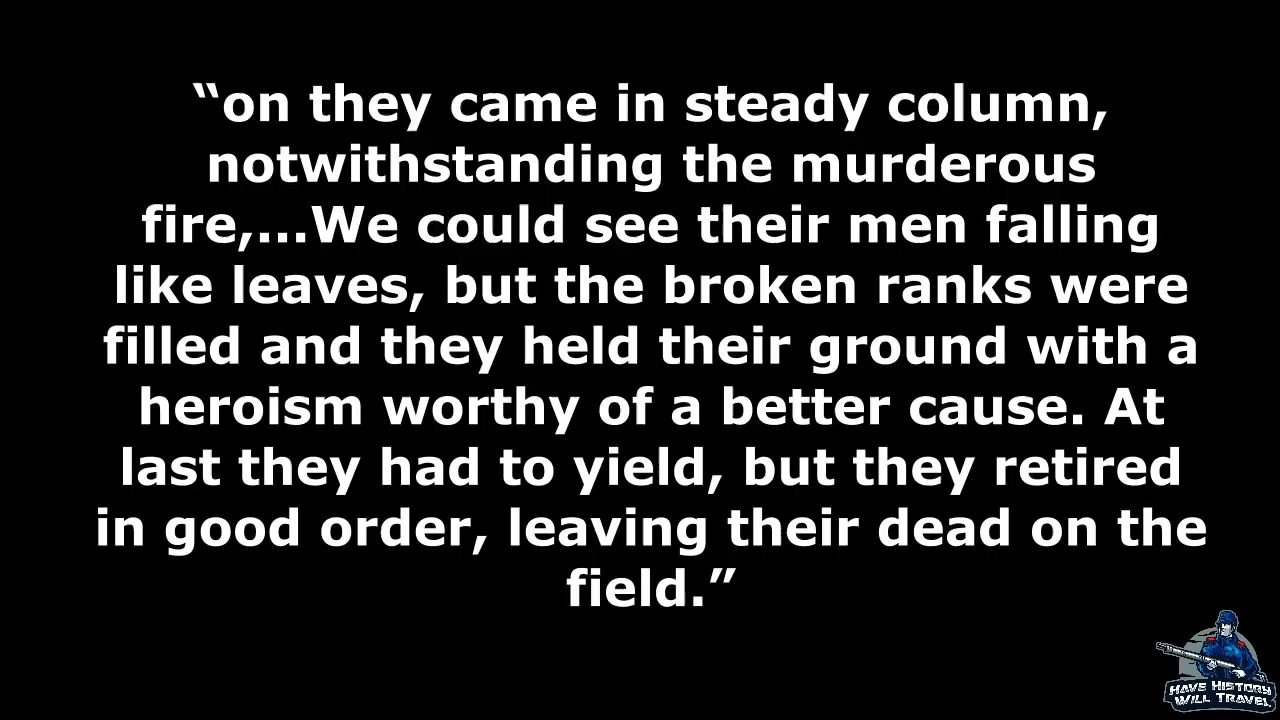 “on they came in steady column,
notwithstanding the murderous
fire,...We could see their men falling
like leaves, but the broken ranks were
filled and they held their ground with a
heroism worthy of a better cause. At
last they had to yield, but they retired
in good order, leaving their dead on the
field.”
HAVE HISTORY
WILL TRAVEL